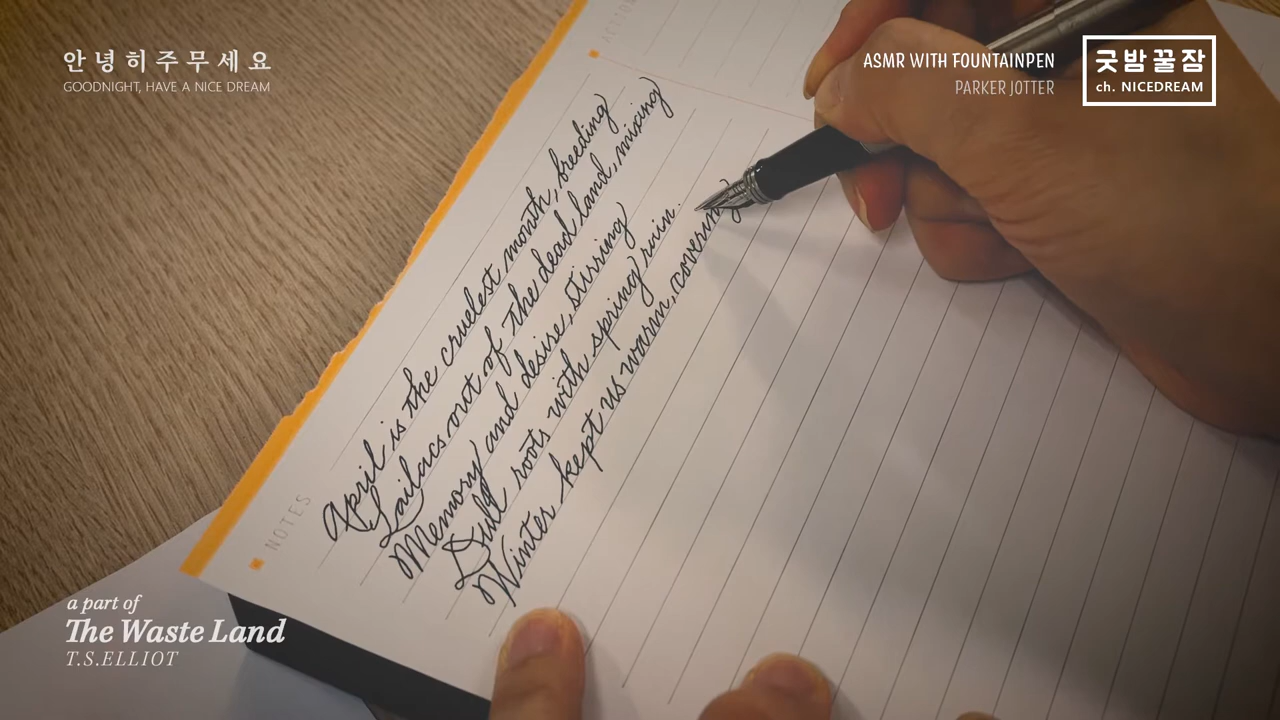 안녕히주무세요
GOODNIGHT, HAVE A NICE DREAM
ASMR WITH FOUNTAINPEN
PARKER JOTTER
굿밤꿀잠
ch. NICEDREAM
NOTES
April is the cruelest month, breeding
Lailacs out of the dead land, mixing
Memory and desire, stirring
Dull roots with spring ruin.
Winter kept us warm, covering
a part of
The Waste Land
T.S.ELLIOT